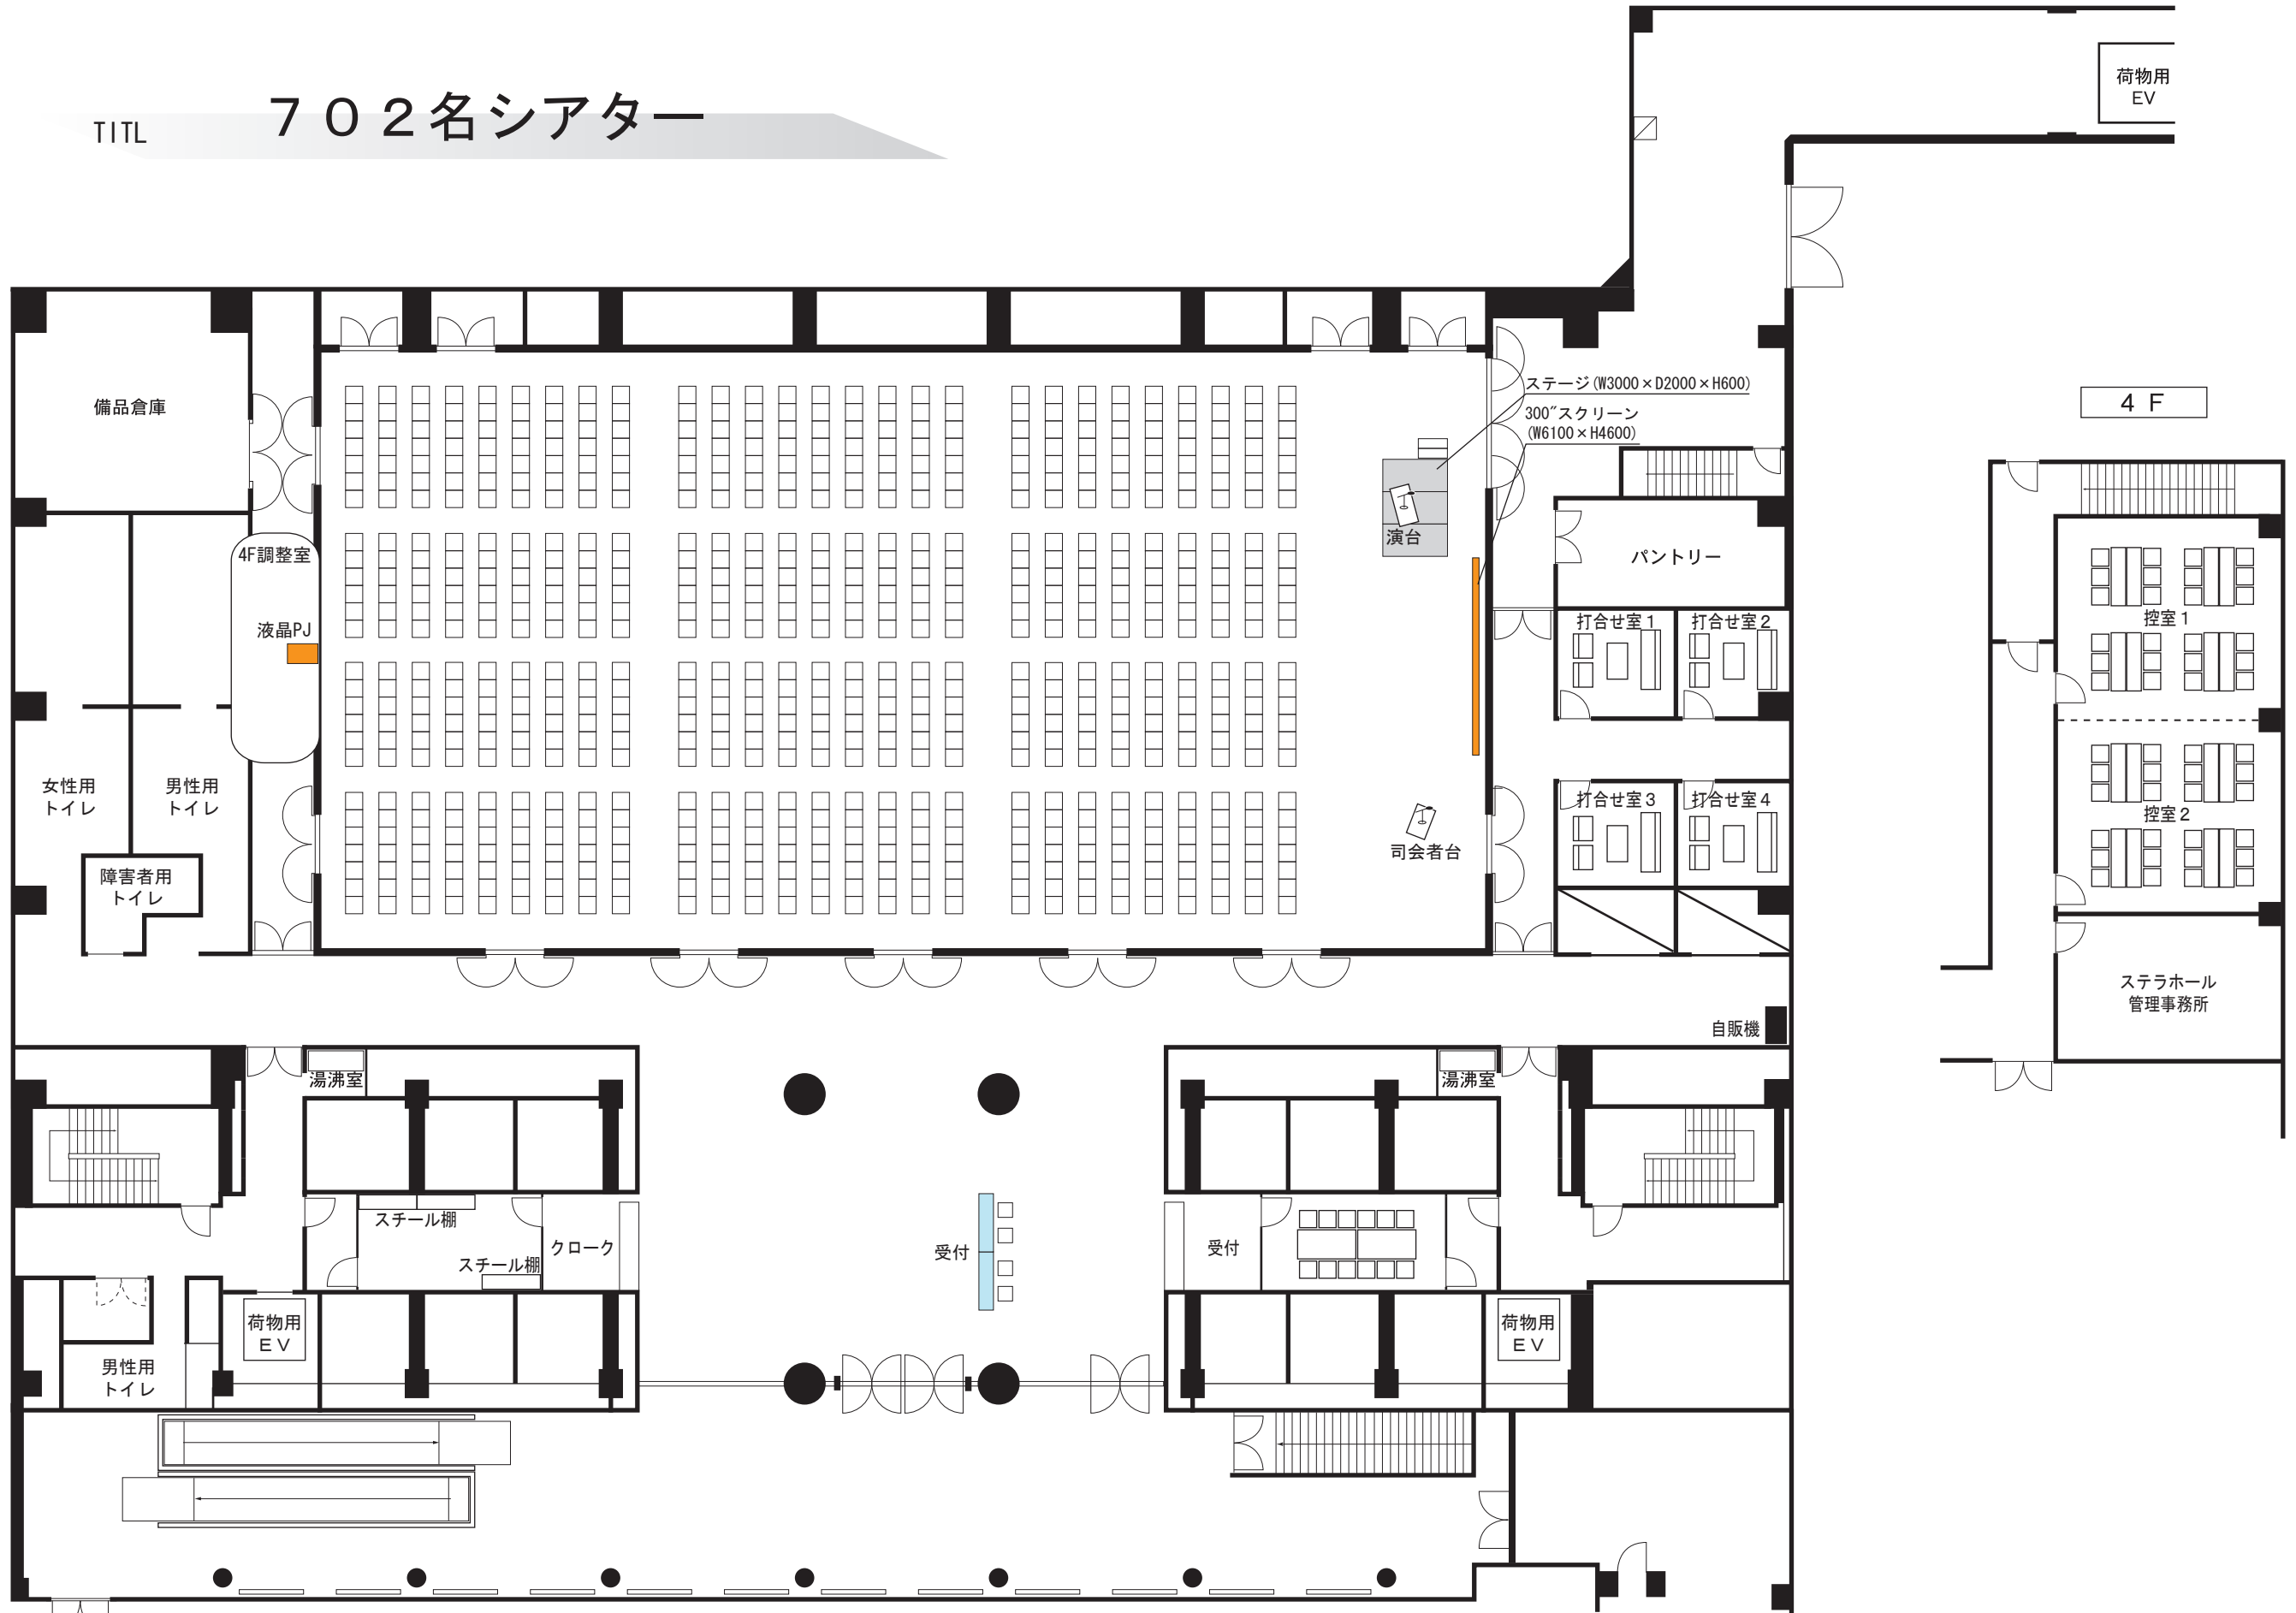 TITL
７０２名シアター
荷物用
EV
備品倉庫
ステージ(W3000×D2000×H600)
300″スクリーン
(W6100×H4600)
4 F
演台
4F調整室
パントリー
液晶PJ
打合せ室1
打合せ室2
控室1
女性用
トイレ
男性用
トイレ
打合せ室3
打合せ室4
控室2
司会者台
障害者用
トイレ
ステラホール
管理事務所
自販機
湯沸室
湯沸室
スチール棚
スチール棚
クローク
受付
受付
荷物用
ＥＶ
荷物用
ＥＶ
男性用
トイレ